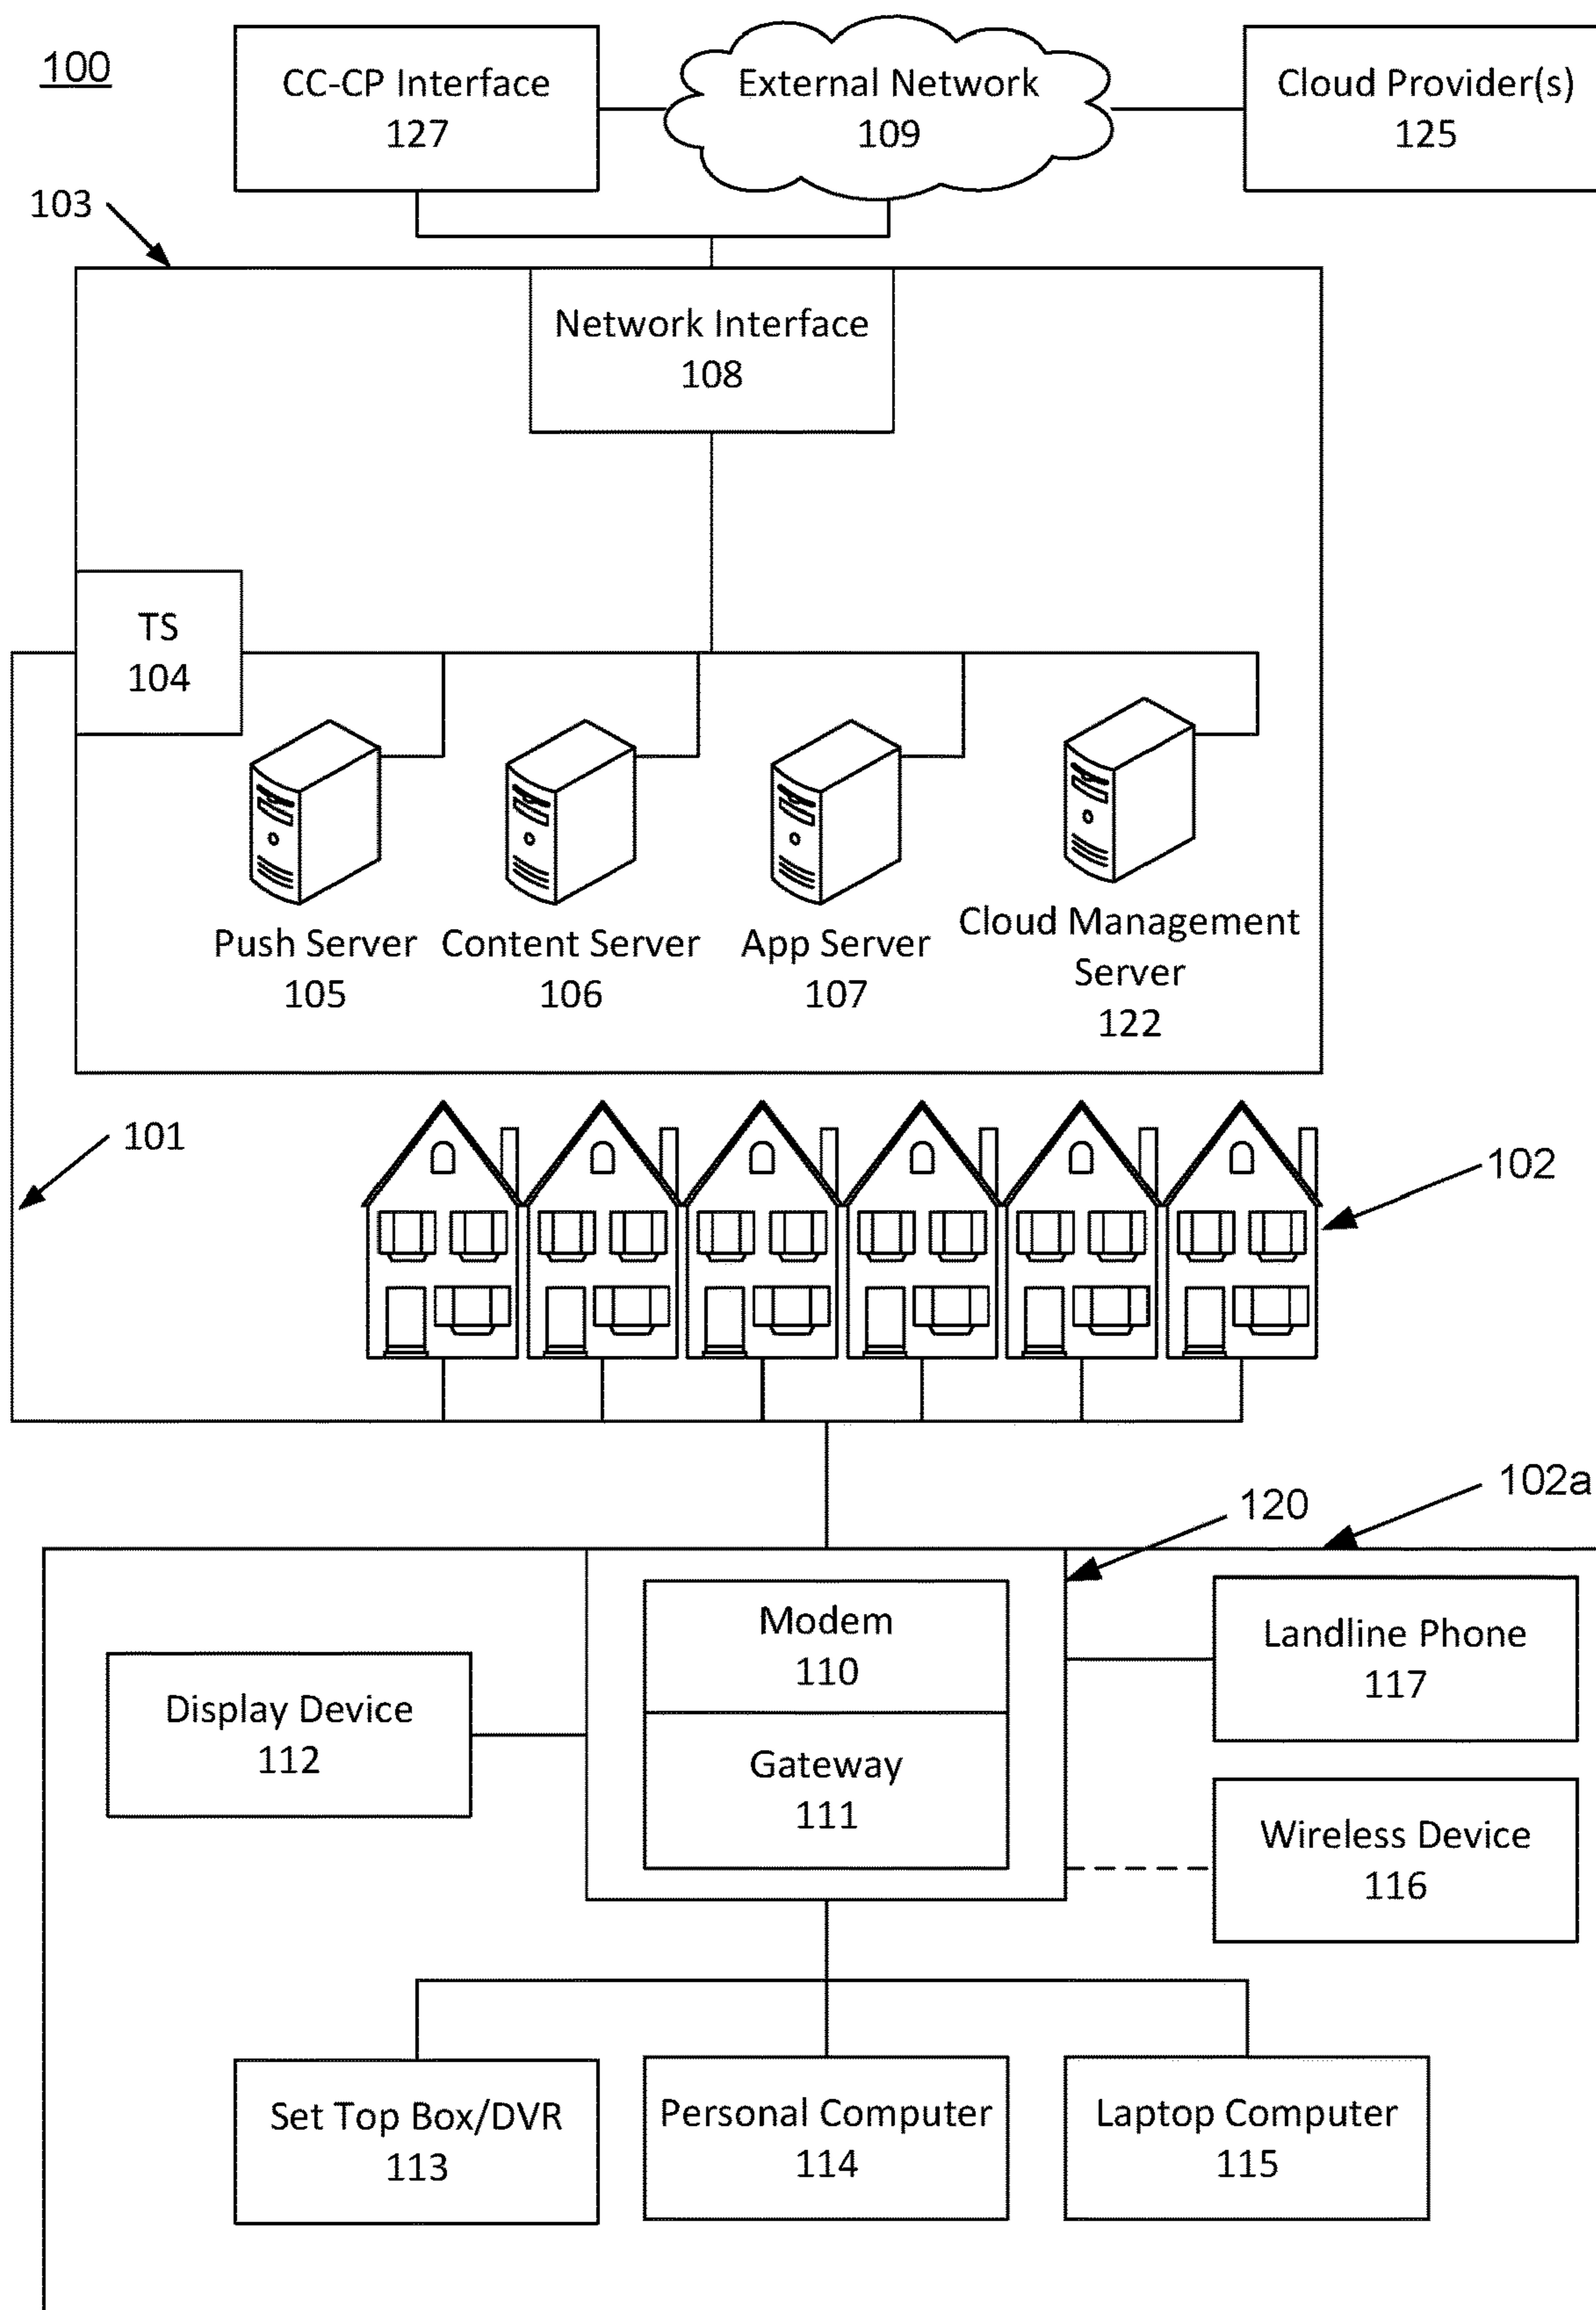 100
CC-CP Interface
127
External Network
109
Cloud Provider(s)
125
103
Network Interface
108
TS
104
Push Server
105
Content Server
106
App Server
107
Cloud Management
Server
122
101
102
102a
120
Modem
110
Gateway
111
Display Device
112
Landline Phone
117
Wireless Device
116
Set Top Box/DVR
113
Personal Computer
114
Laptop Computer
115